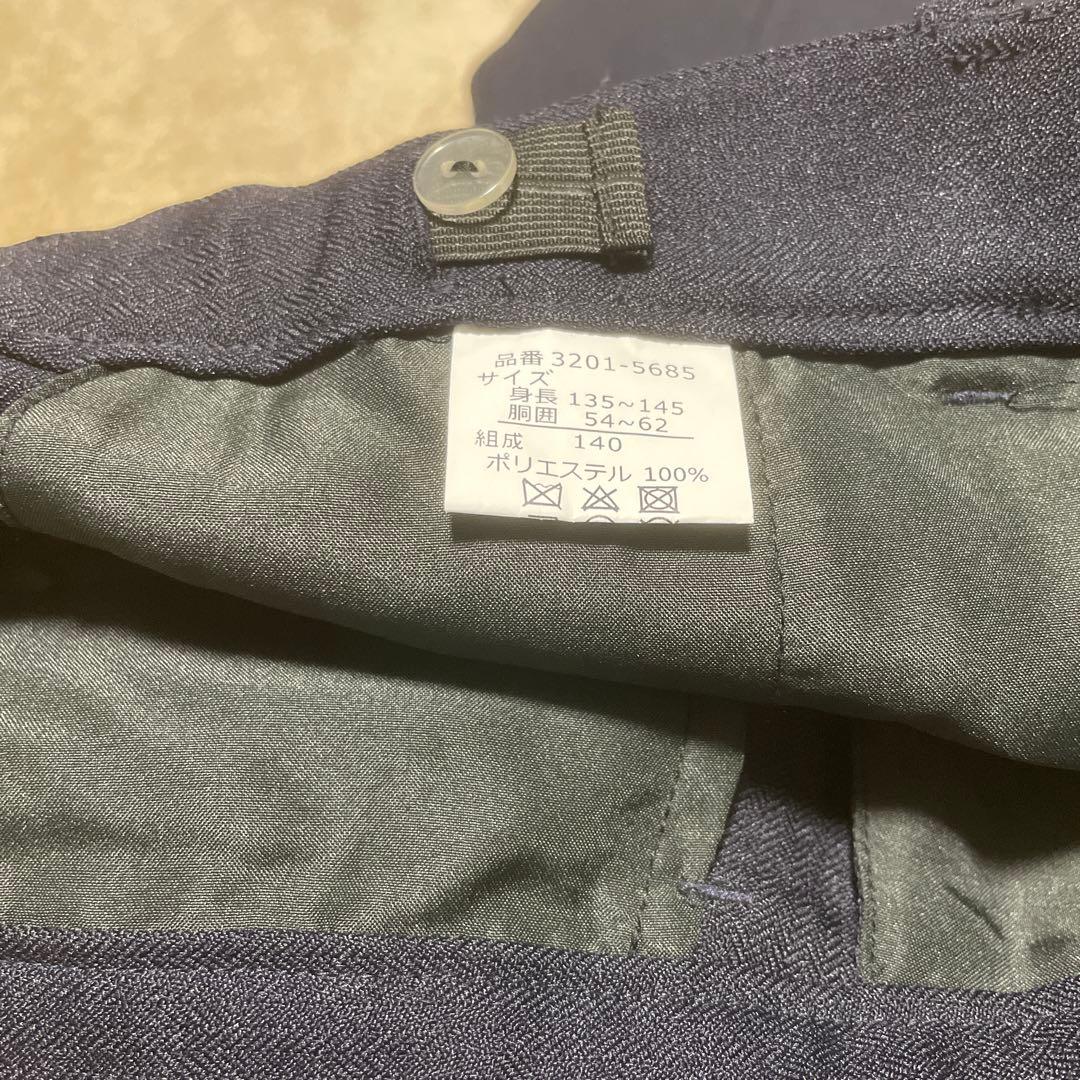 品番 3201-5685
サイズ
身長 135~145
胴囲 54~62
組成 140
ポリエステル 100%